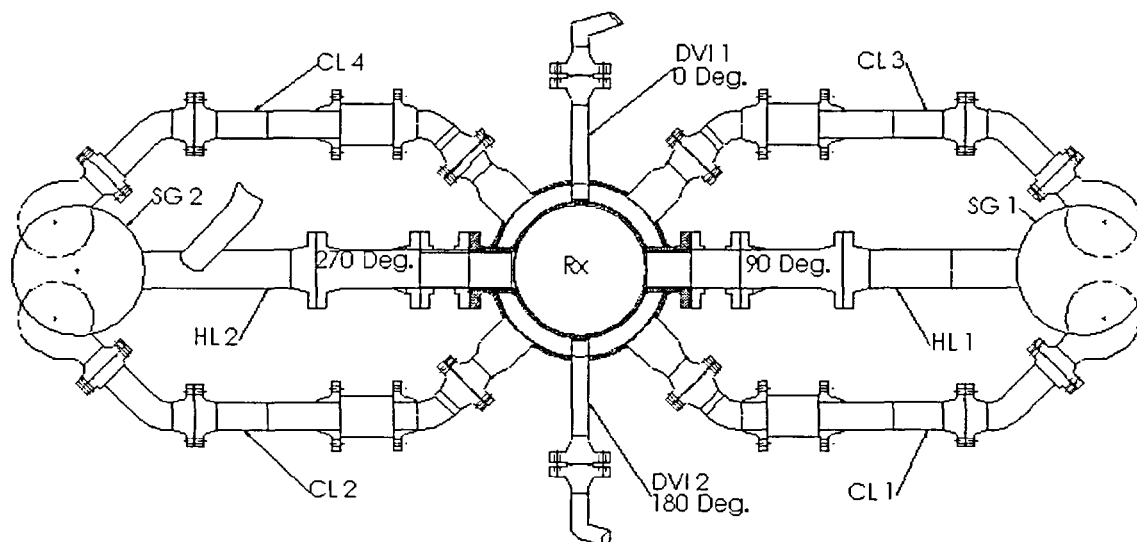 CL 4
DVI 1
0 Deg.
CL 3
SG 2
SG 1
270 Deg.
Rx
90 Deg.
HL 2
HL 1
CL 2
DVI 2
180 Deg.
CL 1